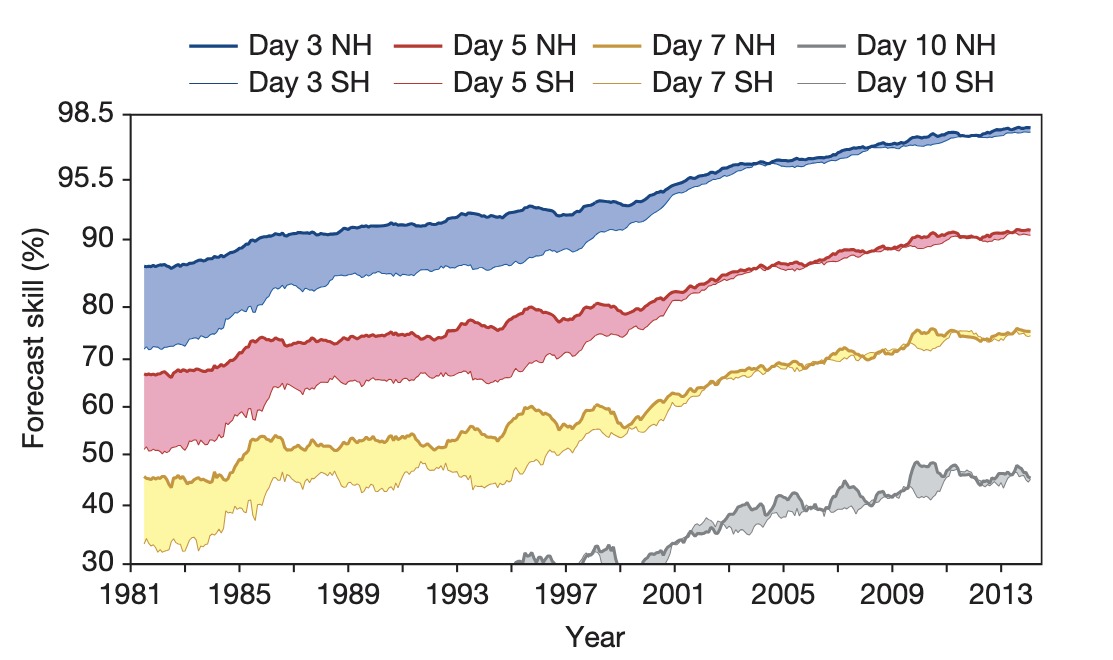 Day 3 NH Day 5 NH Day 7 NH Day 10 NH
Day 3 SH Day 5 SH Day 7 SH Day 10 SH
98.5
95.5
90
80
70
60
50
40
30
Forecast skill (%)
1981 1985 1989 1993 1997 2001 2005 2009 2013
Year